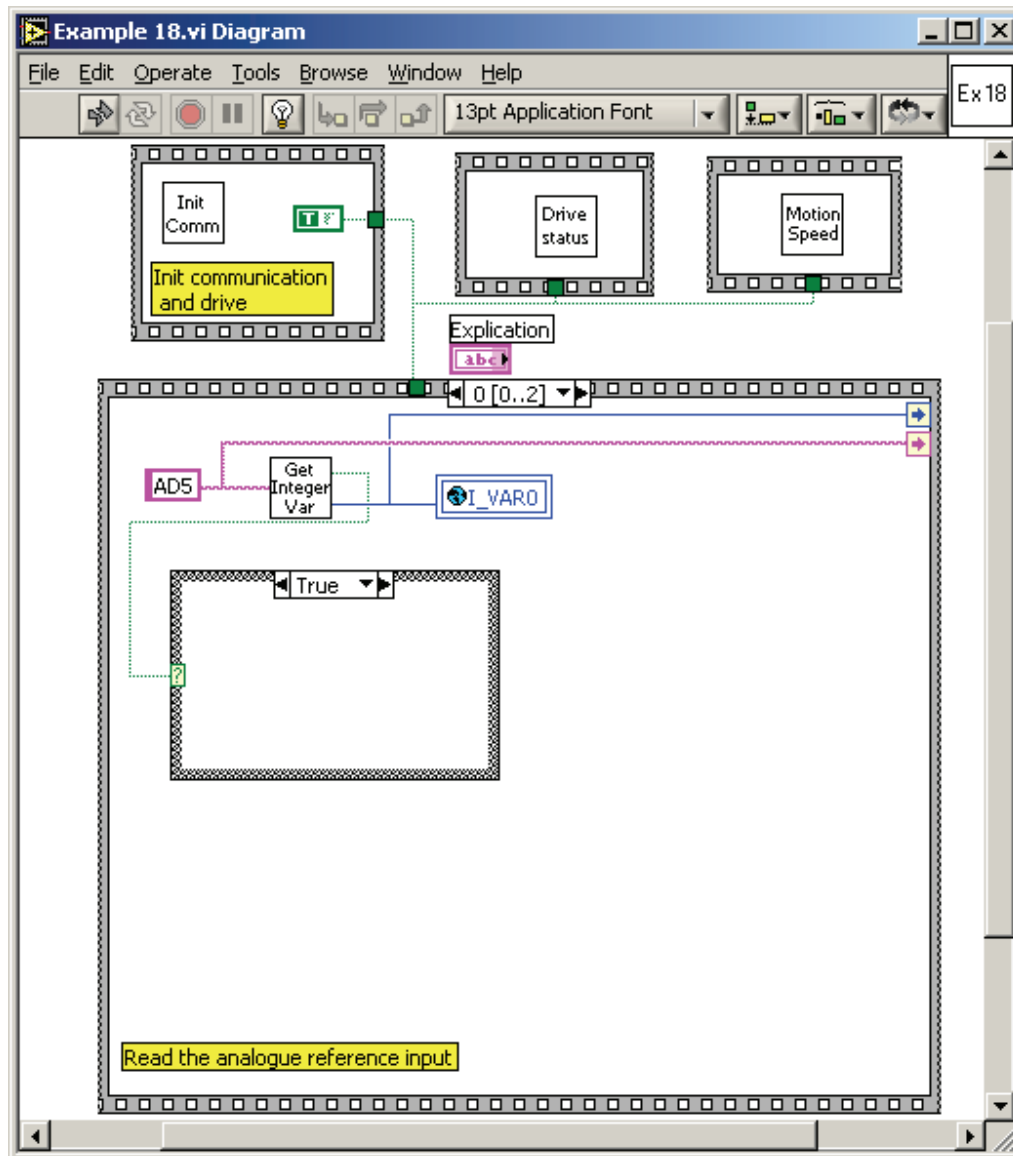 Example 18.vi Diagram
File Edit Operate Tools Browse Window Help
Ex 18
13pt Application Font
Init
Comm
T
Init communication
and drive
Drive
status
Motion
Speed
Explication
abc
0 [0..2]
AD5
Get
Integer
Var
I_VAR0
True
?
Read the analogue reference input